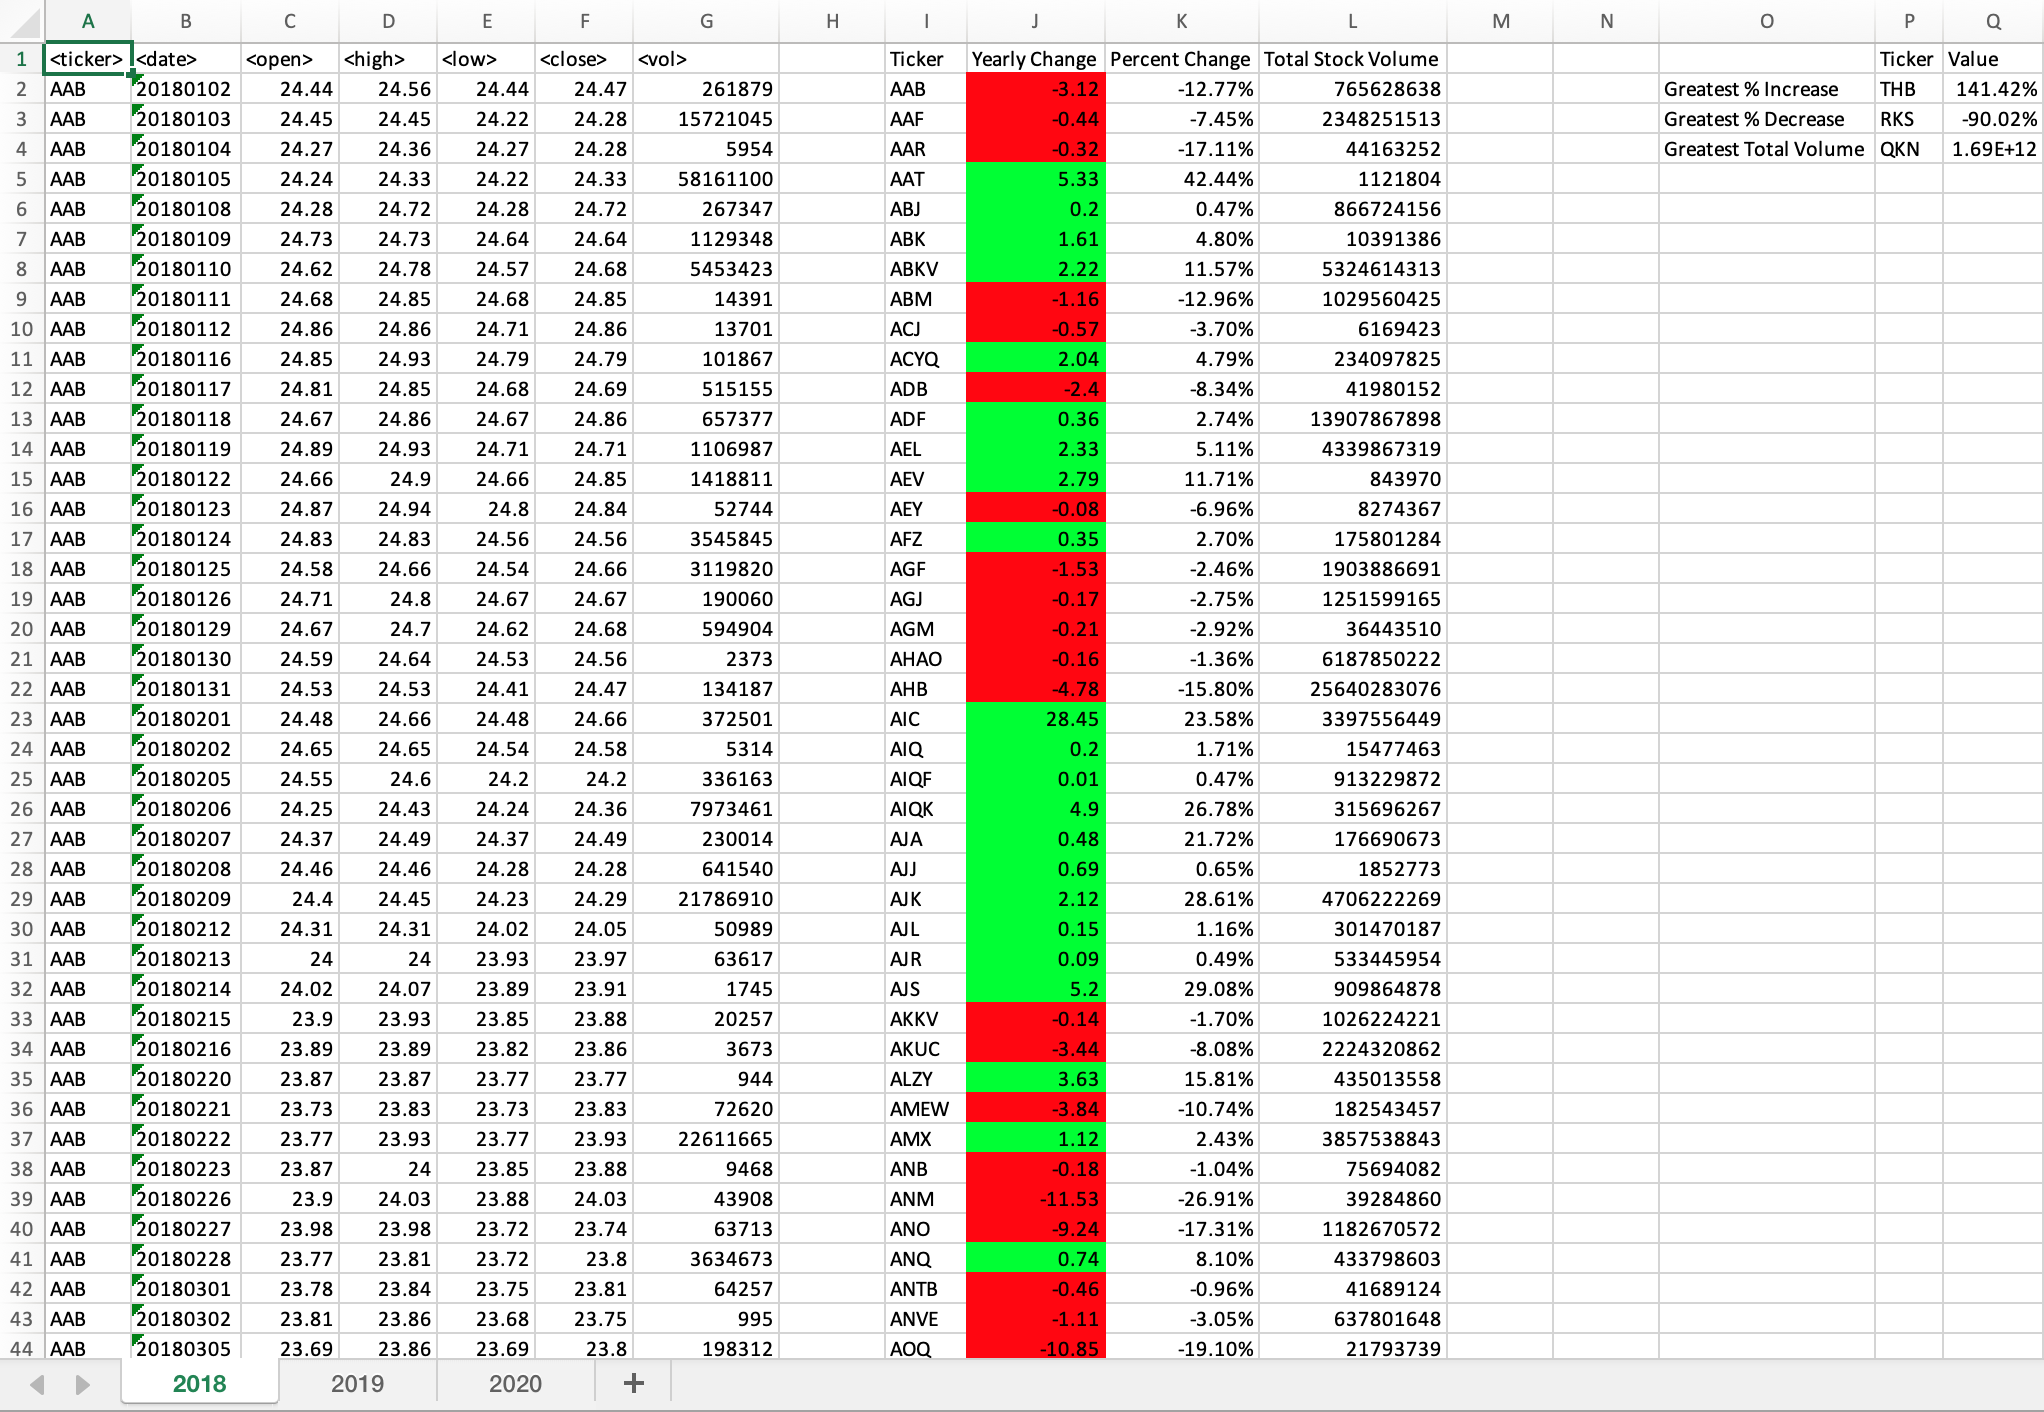 A B C D E F G H I J K L M N O P Q
1 <ticker> <date> <open> <high> <low> <close> <vol> Ticker Yearly Change Percent Change Total Stock Volume Ticker Value
2 AAB 20180102 24.44 24.56 24.44 24.47 261879 AAB -3.12 -12.77% 765628638 Greatest % Increase THB 141.42%
3 AAB 20180103 24.45 24.45 24.22 24.28 15721045 AAF -0.44 -7.45% 2348251513 Greatest % Decrease RKS -90.02%
4 AAB 20180104 24.27 24.36 24.27 24.28 5954 AAR -0.32 -17.11% 44163252 Greatest Total Volume QKN 1.69E+12
5 AAB 20180105 24.24 24.33 24.22 24.33 58161100 AAT 5.33 42.44% 1121804
6 AAB 20180108 24.28 24.72 24.28 24.72 267347 ABJ 0.2 0.47% 866724156
7 AAB 20180109 24.73 24.73 24.64 24.64 1129348 ABK 1.61 4.80% 10391386
8 AAB 20180110 24.62 24.78 24.57 24.68 5453423 ABKV 2.22 11.57% 5324614313
9 AAB 20180111 24.68 24.85 24.68 24.85 14391 ABM -1.16 -12.96% 1029560425
10 AAB 20180112 24.86 24.86 24.71 24.86 13701 ACJ -0.57 -3.70% 6169423
11 AAB 20180116 24.85 24.93 24.79 24.79 101867 ACYQ 2.04 4.79% 234097825
12 AAB 20180117 24.81 24.85 24.68 24.69 515155 ADB -2.4 -8.34% 41980152
13 AAB 20180118 24.67 24.86 24.67 24.86 657377 ADF 0.36 2.74% 13907867898
14 AAB 20180119 24.89 24.93 24.71 24.71 1106987 AEL 2.33 5.11% 4339867319
15 AAB 20180122 24.66 24.9 24.66 24.85 1418811 AEV 2.79 11.71% 843970
16 AAB 20180123 24.87 24.94 24.8 24.84 52744 AEY -0.08 -6.96% 8274367
17 AAB 20180124 24.83 24.83 24.56 24.56 3545845 AFZ 0.35 2.70% 175801284
18 AAB 20180125 24.58 24.66 24.54 24.66 3119820 AGF -1.53 -2.46% 1903886691
19 AAB 20180126 24.71 24.8 24.67 24.67 190060 AGJ -0.17 -2.75% 1251599165
20 AAB 20180129 24.67 24.7 24.62 24.68 594904 AGM -0.21 -2.92% 36443510
21 AAB 20180130 24.59 24.64 24.53 24.56 2373 AHAO -0.16 -1.36% 6187850222
22 AAB 20180131 24.53 24.53 24.41 24.47 134187 AHB -4.78 -15.80% 25640283076
23 AAB 20180201 24.48 24.66 24.48 24.66 372501 AIC 28.45 23.58% 3397556449
24 AAB 20180202 24.65 24.65 24.54 24.58 5314 AIQ 0.2 1.71% 15477463
25 AAB 20180205 24.55 24.6 24.2 24.2 336163 AIQF 0.01 0.47% 913229872
26 AAB 20180206 24.25 24.43 24.24 24.36 7973461 AIQK 4.9 26.78% 315696267
27 AAB 20180207 24.37 24.49 24.37 24.49 230014 AJA 0.48 21.72% 176690673
28 AAB 20180208 24.46 24.46 24.28 24.28 641540 AJJ 0.69 0.65% 1852773
29 AAB 20180209 24.4 24.45 24.23 24.29 21786910 AJK 2.12 28.61% 4706222269
30 AAB 20180212 24.31 24.31 24.02 24.05 50989 AJL 0.15 1.16% 301470187
31 AAB 20180213 24 24 23.93 23.97 63617 AJR 0.09 0.49% 533445954
32 AAB 20180214 24.02 24.07 23.89 23.91 1745 AJS 5.2 29.08% 909864878
33 AAB 20180215 23.9 23.93 23.85 23.88 20257 AKKV -0.14 -1.70% 1026224221
34 AAB 20180216 23.89 23.89 23.82 23.86 3673 AKUC -3.44 -8.08% 2224320862
35 AAB 20180220 23.87 23.87 23.77 23.77 944 ALZY 3.63 15.81% 435013558
36 AAB 20180221 23.73 23.83 23.73 23.83 72620 AMEW -3.84 -10.74% 182543457
37 AAB 20180222 23.77 23.93 23.77 23.93 22611665 AMX 1.12 2.43% 3857538843
38 AAB 20180223 23.87 24 23.85 23.88 9468 ANB -0.18 -1.04% 75694082
39 AAB 20180226 23.9 24.03 23.88 24.03 43908 ANM -11.53 -26.91% 39284860
40 AAB 20180227 23.98 23.98 23.72 23.74 63713 ANO -9.24 -17.31% 1182670572
41 AAB 20180228 23.77 23.81 23.72 23.8 3634673 ANQ 0.74 8.10% 433798603
42 AAB 20180301 23.78 23.84 23.75 23.81 64257 ANTB -0.46 -0.96% 41689124
43 AAB 20180302 23.81 23.86 23.68 23.75 995 ANVE -1.11 -3.05% 637801648
44 AAB 20180305 23.69 23.86 23.69 23.8 198312 AOQ -10.85 -19.10% 21793739
2018 2019 2020 +